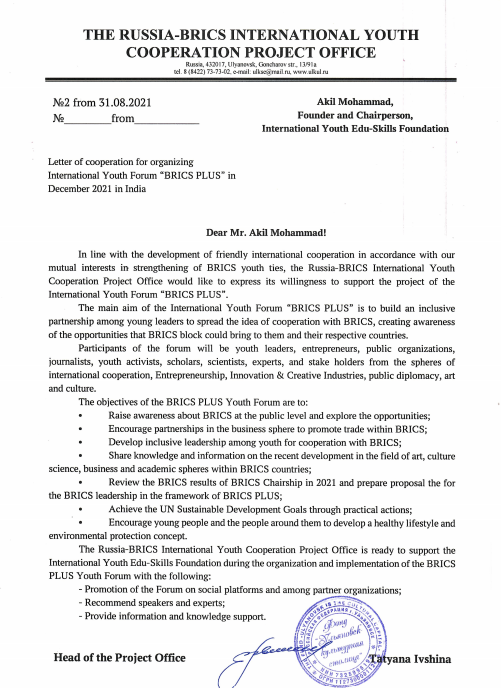 THE RUSSIA-BRICS INTERNATIONAL YOUTH
COOPERATION PROJECT OFFICE
Russia, 432017, Ulyanovsk, Goncharov str., 13/91a
tel. 8 (8422) 73-73-02, e-mail: ulkse@mail.ru, www.ulkul.ru
№2 from 31.08.2021
№_________from____________
Akil Mohammad,
Founder and Chairperson,
International Youth Edu-Skills Foundation
Letter of cooperation for organizing
International Youth Forum “BRICS PLUS” in
December 2021 in India
Dear Mr. Akil Mohammad!
In line with the development of friendly international cooperation in accordance with our
mutual interests in strengthening of BRICS youth ties, the Russia-BRICS International Youth
Cooperation Project Office would like to express its willingness to support the project of the
International Youth Forum “BRICS PLUS”.
The main aim of the International Youth Forum “BRICS PLUS” is to build an inclusive
partnership among young leaders to spread the idea of cooperation with BRICS, creating awareness
of the opportunities that BRICS block could bring to them and their respective countries.
Participants of the forum will be youth leaders, entrepreneurs, public organizations,
journalists, youth activists, scholars, scientists, experts, and stake holders from the spheres of
international cooperation, Entrepreneurship, Innovation & Creative Industries, public diplomacy, art
and culture.
The objectives of the BRICS PLUS Youth Forum are to:
• Raise awareness about BRICS at the public level and explore the opportunities;
• Encourage partnerships in the business sphere to promote trade within BRICS;
• Develop inclusive leadership among youth for cooperation with BRICS;
• Share knowledge and information on the recent development in the field of art, culture
science, business and academic spheres within BRICS countries;
• Review the BRICS results of BRICS Chairship in 2021 and prepare proposal the for
the BRICS leadership in the framework of BRICS PLUS;
• Achieve the UN Sustainable Development Goals through practical actions;
• Encourage young people and the people around them to develop a healthy lifestyle and
environmental protection concept.
The Russia-BRICS International Youth Cooperation Project Office is ready to support the
International Youth Edu-Skills Foundation during the organization and implementation of the BRICS
PLUS Youth Forum with the following:
- Promotion of the Forum on social platforms and among partner organizations;
- Recommend speakers and experts;
- Provide information and knowledge support.
Head of the Project Office
Фонд
"Ульяновск
культурная
столица"
Tatyana Ivshina